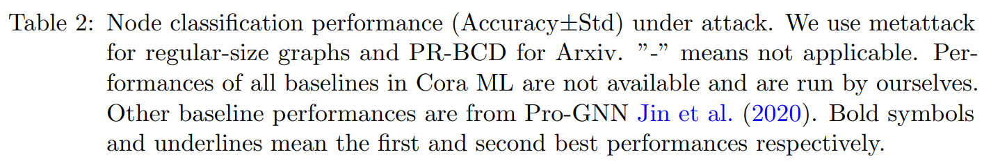 Table 2: Node classification performance (Accuracy±Std) under attack. We use metattack
for regular-size graphs and PR-BCD for Arxiv. ”-” means not applicable. Per-
formances of all baselines in Cora ML are not available and are run by ourselves.
Other baseline performances are from Pro-GNN Jin et al. (2020). Bold symbols
and underlines mean the first and second best performances respectively.